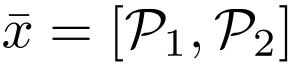 x̄ = [𝒫₁, 𝒫₂]